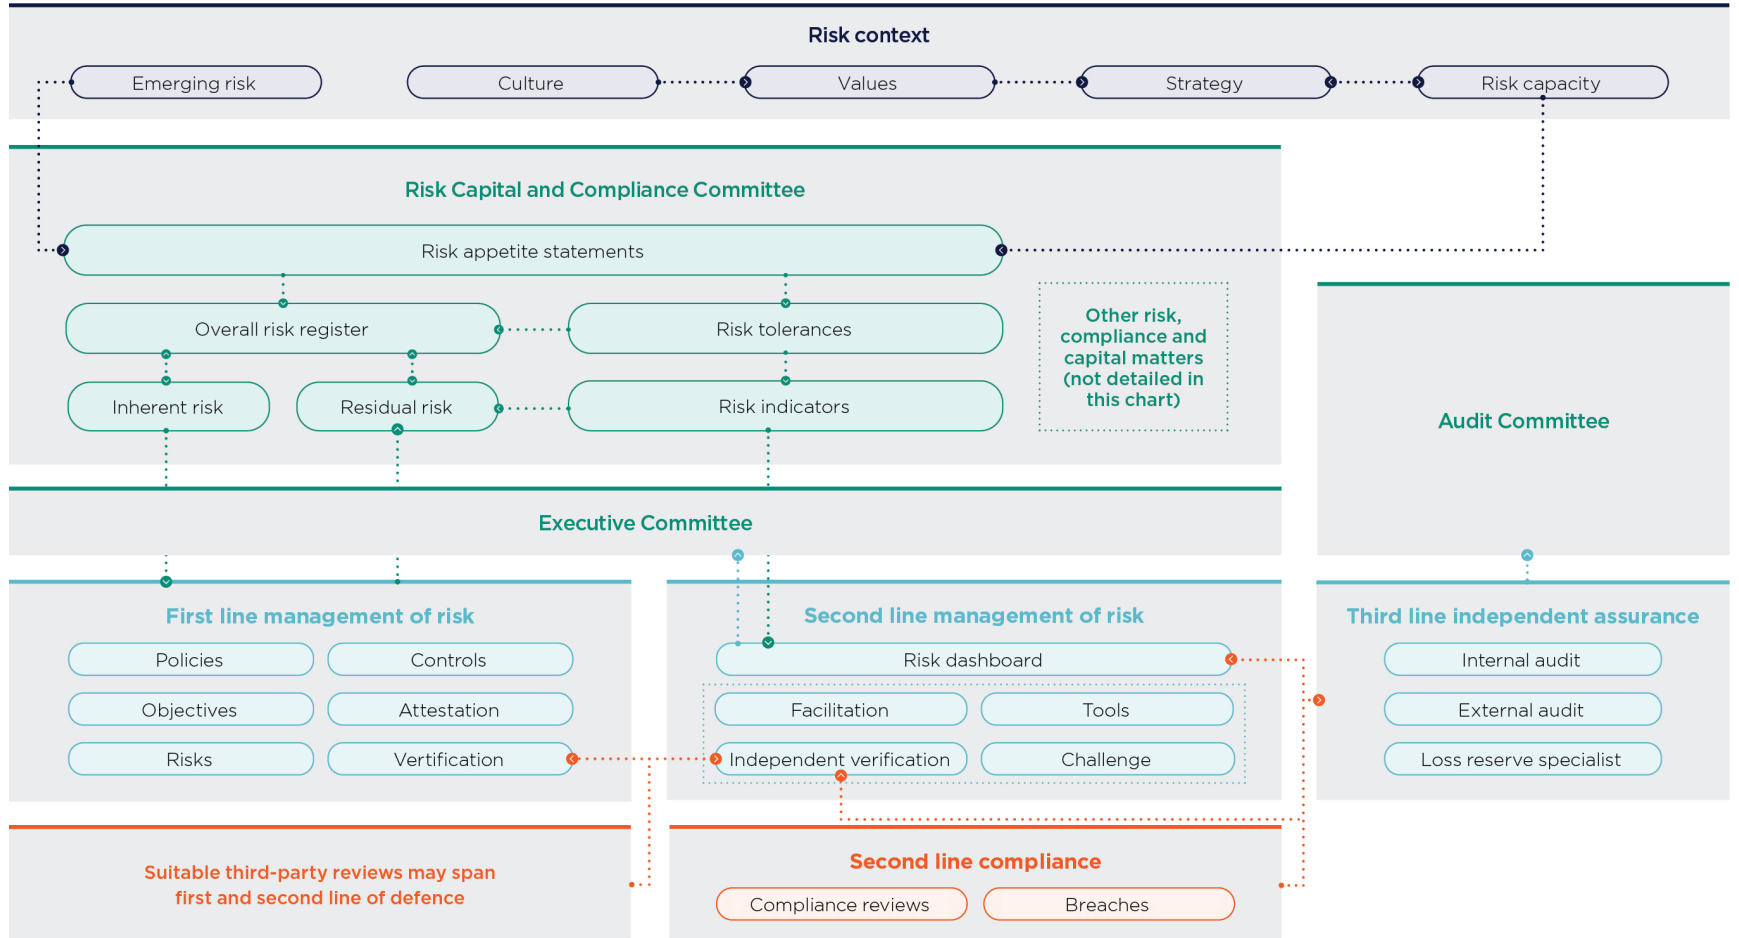 Risk context
Emerging risk
Culture
Values
Strategy
Risk capacity
Risk Capital and Compliance Committee
Risk appetite statements
Overall risk register
Risk tolerances
Inherent risk
Residual risk
Risk indicators
Other risk,
compliance and
capital matters
(not detailed in
this chart)
Audit Committee
Executive Committee
First line management of risk
Policies
Controls
Objectives
Attestation
Risks
Vertification
Second line management of risk
Risk dashboard
Facilitation
Tools
Independent verification
Challenge
Third line independent assurance
Internal audit
External audit
Loss reserve specialist
Suitable third-party reviews may span
first and second line of defence
Second line compliance
Compliance reviews
Breaches